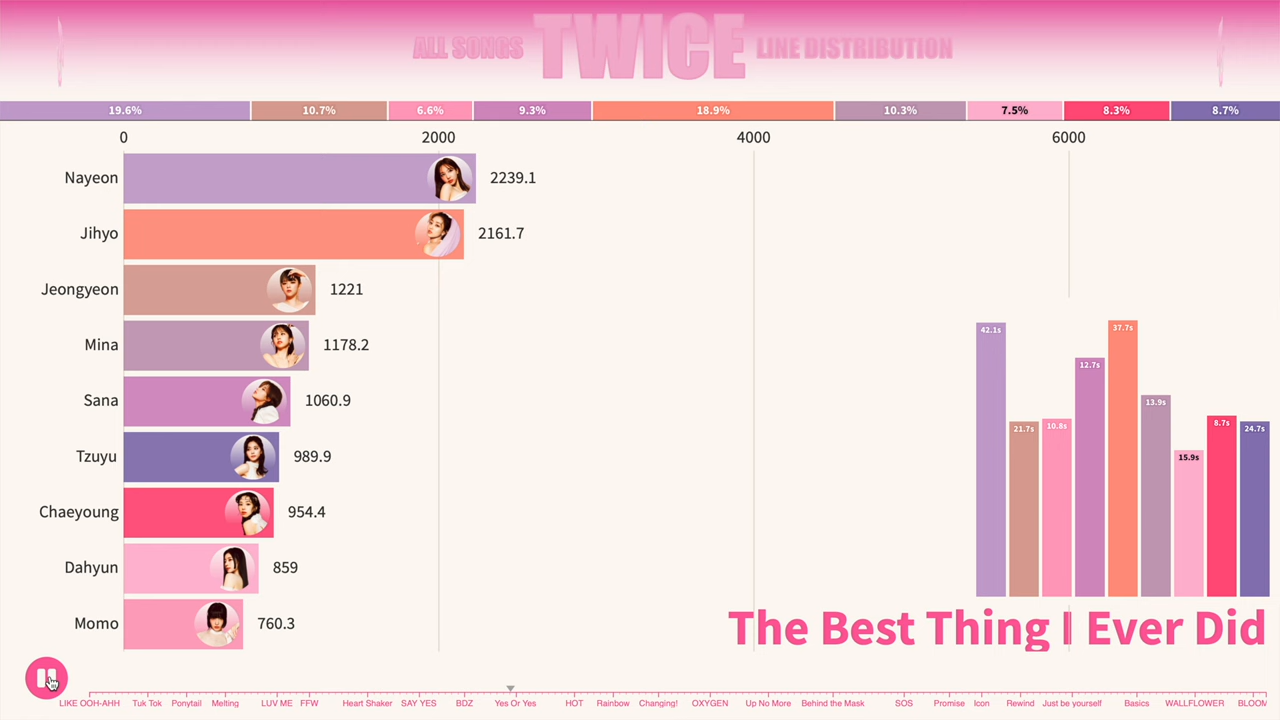 ALL SONGS TWICE LINE DISTRIBUTION
19.6% 10.7% 6.6% 9.3% 18.9% 10.3% 7.5% 8.3% 8.7%
0 2000 4000 6000
Nayeon 2239.1
Jihyo 2161.7
Jeongyeon 1221
Mina 1178.2
Sana 1060.9
Tzuyu 989.9
Chaeyoung 954.4
Dahyun 859
Momo 760.3
42.1s 21.7s 10.8s 12.7s 37.7s 13.9s 15.9s 8.7s 24.7s
The Best Thing I Ever Did
LIKE OOH-AHH Tuk Tok Ponytail Melting LUV ME FFW Heart Shaker SAY YES BDZ Yes Or Yes HOT Rainbow Changing! OXYGEN Up No More Behind the Mask SOS Promise Icon Rewind Just be yourself Basics WALLFLOWER BLOOM